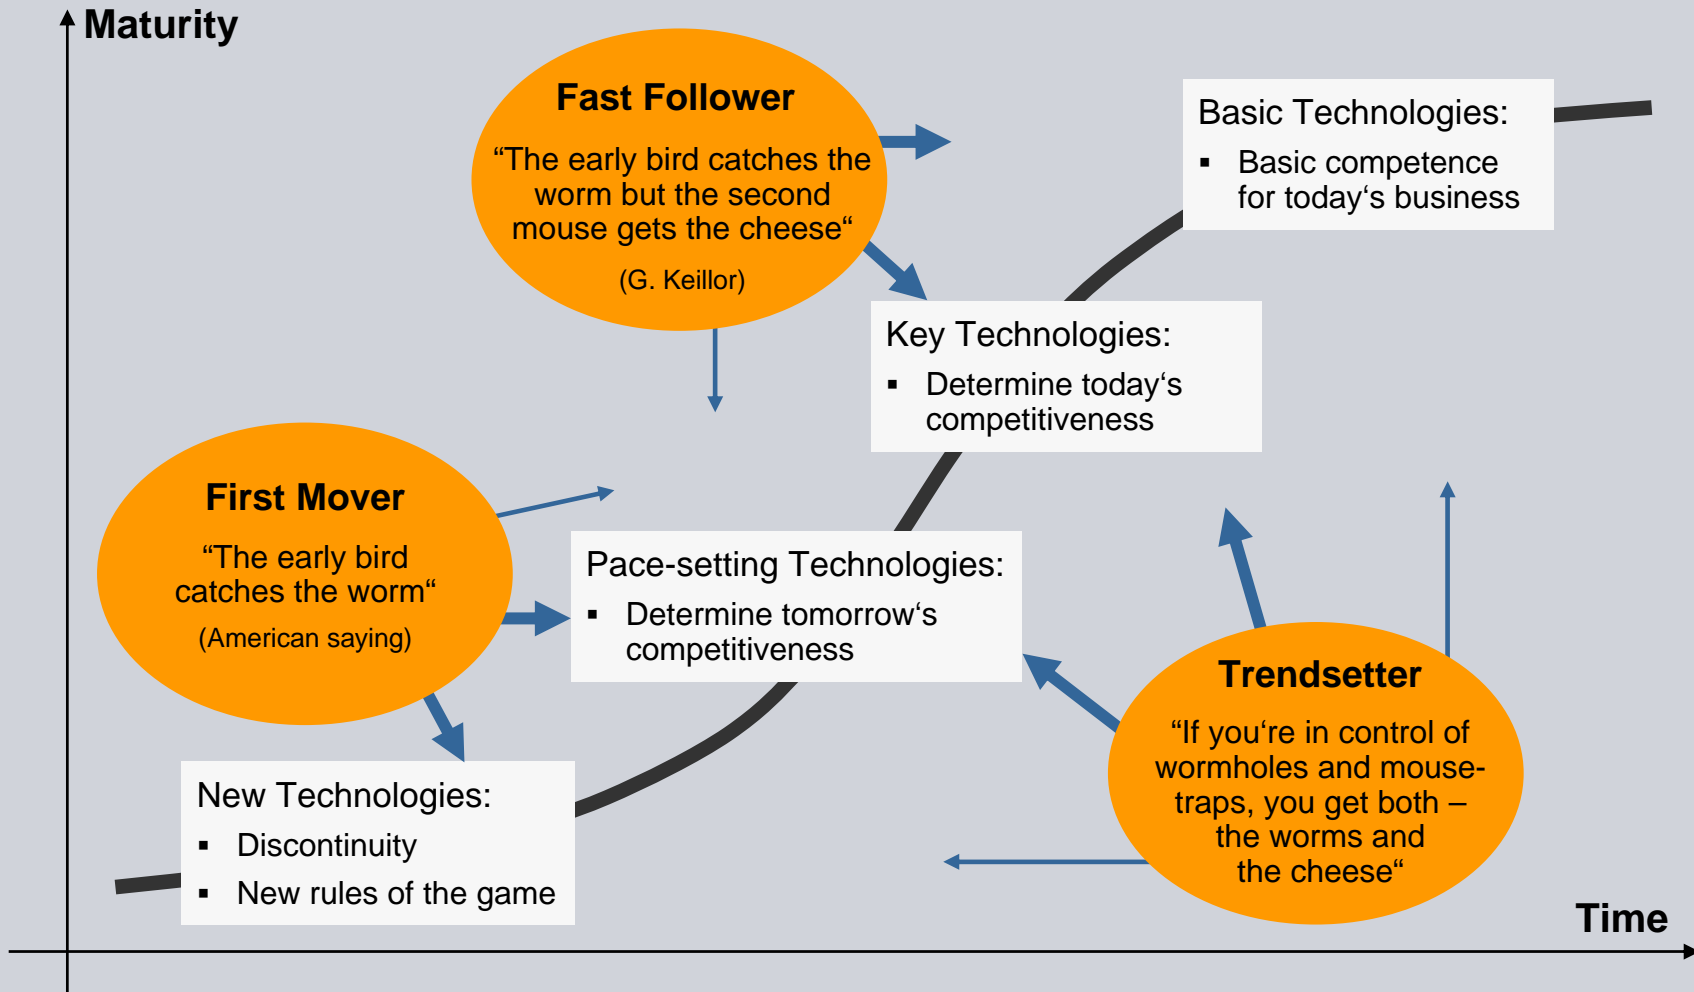 Maturity
Fast Follower
“The early bird catches the
worm but the second
mouse gets the cheese“
(G. Keillor)
Basic Technologies:
▪ Basic competence
for today‘s business
Key Technologies:
▪ Determine today‘s
competitiveness
First Mover
“The early bird
catches the worm“
(American saying)
Pace-setting Technologies:
▪ Determine tomorrow‘s
competitiveness
Trendsetter
“If you‘re in control of
wormholes and mouse-
traps, you get both –
the worms and
the cheese“
New Technologies:
▪ Discontinuity
▪ New rules of the game
Time